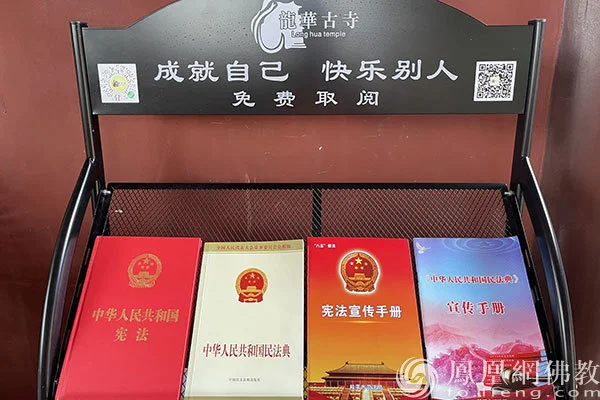 龍華古寺
Long hua temple
成就自己 快乐别人
免费取阅
中华人民共和国
宪法
中华人民共和国民法典
"八五"普法
宪法宣传手册
《中华人民共和国民法典》
宣传手册
鳳凰網佛教
fo.ifeng.com